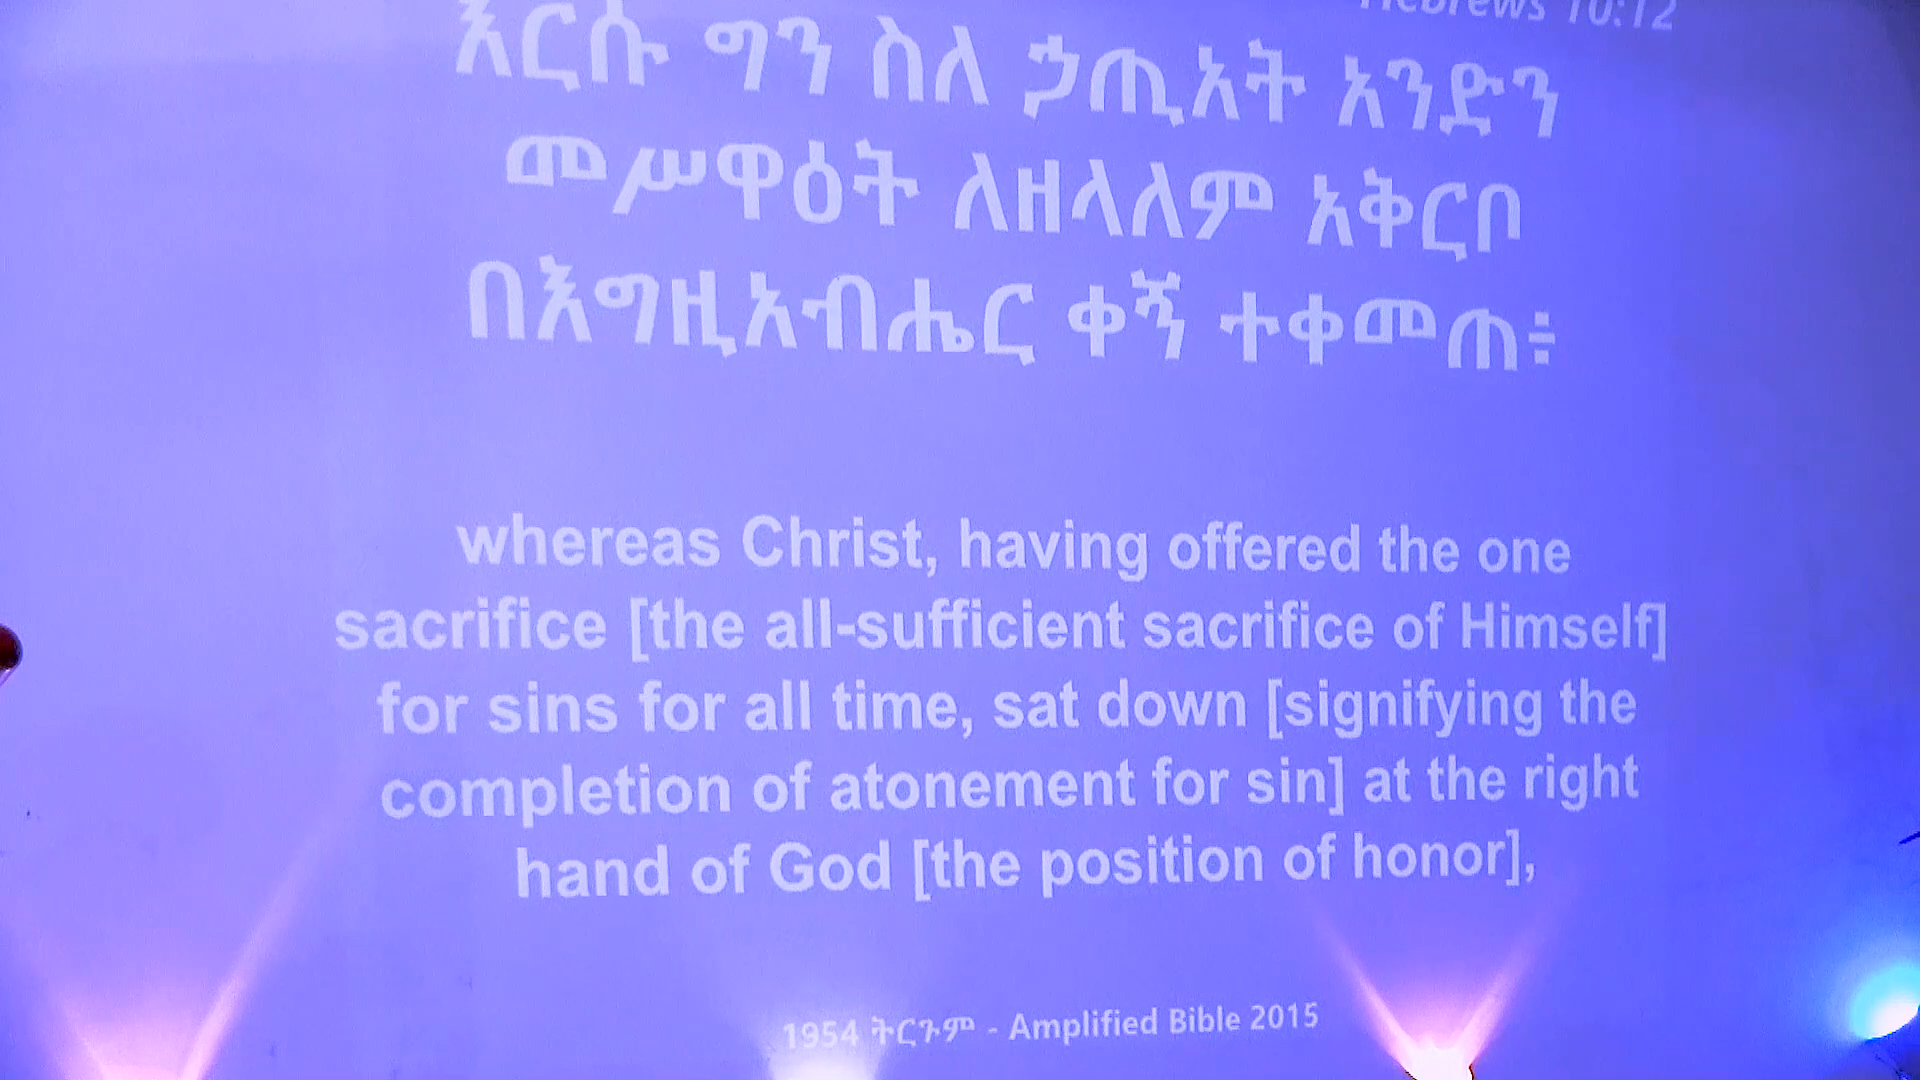 Hebrews 10:12
እርሱ ግን ስለ ኃጢአት አንድን
መሥዋዕት ለዘላለም አቅርቦ
በእግዚአብሔር ቀኝ ተቀመጠ፥
whereas Christ, having offered the one
sacrifice [the all-sufficient sacrifice of Himself]
for sins for all time, sat down [signifying the
completion of atonement for sin] at the right
hand of God [the position of honor],
1954 ትርጉም - Amplified Bible 2015